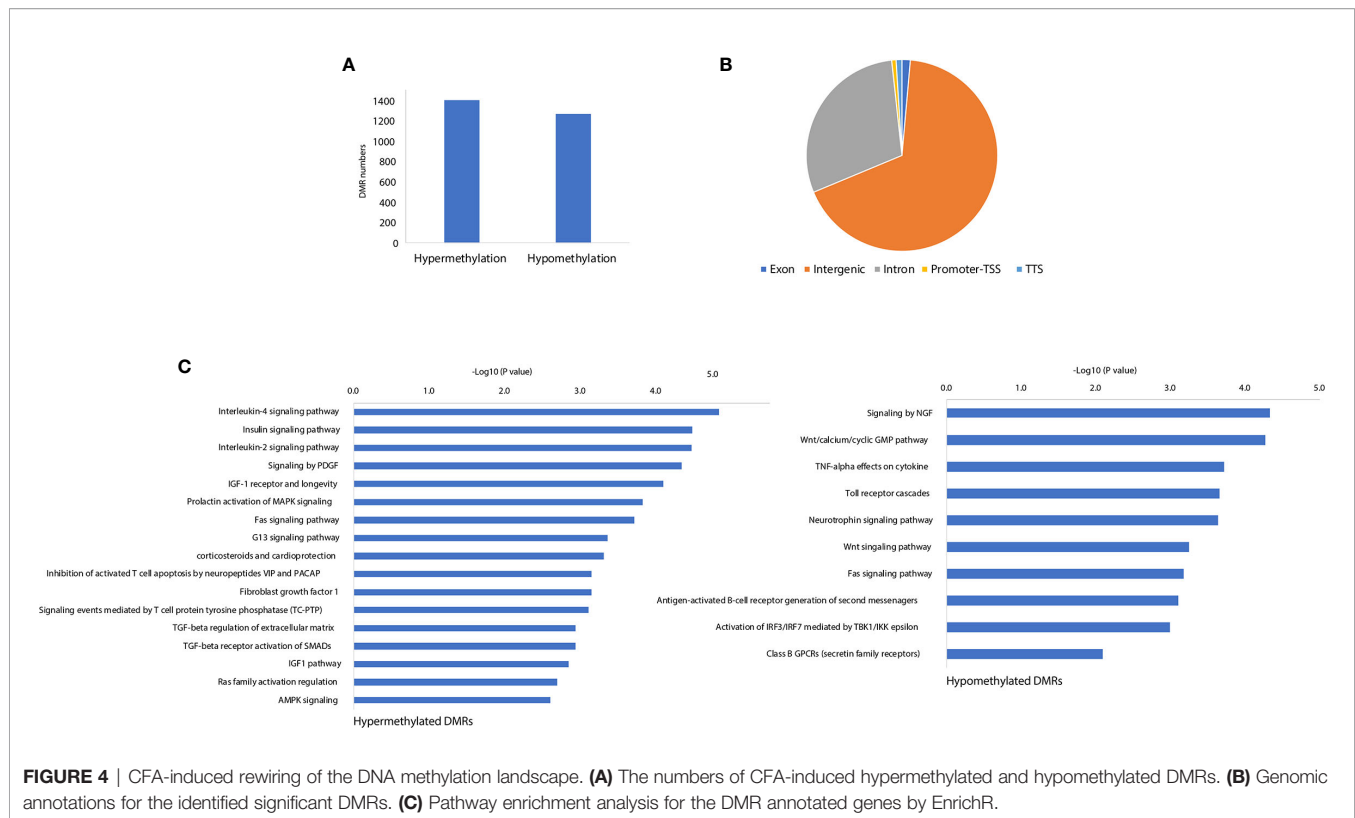 A
DMR numbers
1400
1200
1000
800
600
400
200
0
Hypermethylation Hypomethylation
B
Exon Intergenic Intron Promoter-TSS TTS
C
-Log10 (P value)
0.0 1.0 2.0 3.0 4.0 5.0
Interleukin-4 signaling pathway
Insulin signaling pathway
Interleukin-2 signaling pathway
Signaling by PDGF
IGF-1 receptor and longevity
Prolactin activation of MAPK signaling
Fas signaling pathway
G13 signaling pathway
corticosteroids and cardioprotection
Inhibition of activated T cell apoptosis by neuropeptides VIP and PACAP
Fibroblast growth factor 1
Signaling events mediated by T cell protein tyrosine phosphatase (TC-PTP)
TGF-beta regulation of extracellular matrix
TGF-beta receptor activation of SMADs
IGF1 pathway
Ras family activation regulation
AMPK signaling
Hypermethylated DMRs
-Log10 (P value)
0.0 1.0 2.0 3.0 4.0 5.0
Signaling by NGF
Wnt/calcium/cyclic GMP pathway
TNF-alpha effects on cytokine
Toll receptor cascades
Neurotrophin signaling pathway
Wnt singaling pathway
Fas signaling pathway
Antigen-activated B-cell receptor generation of second messenagers
Activation of IRF3/IRF7 mediated by TBK1/IKK epsilon
Class B GPCRs (secretin family receptors)
Hypomethylated DMRs
FIGURE 4 | CFA-induced rewiring of the DNA methylation landscape. (A) The numbers of CFA-induced hypermethylated and hypomethylated DMRs. (B) Genomic
annotations for the identified significant DMRs. (C) Pathway enrichment analysis for the DMR annotated genes by EnrichR.